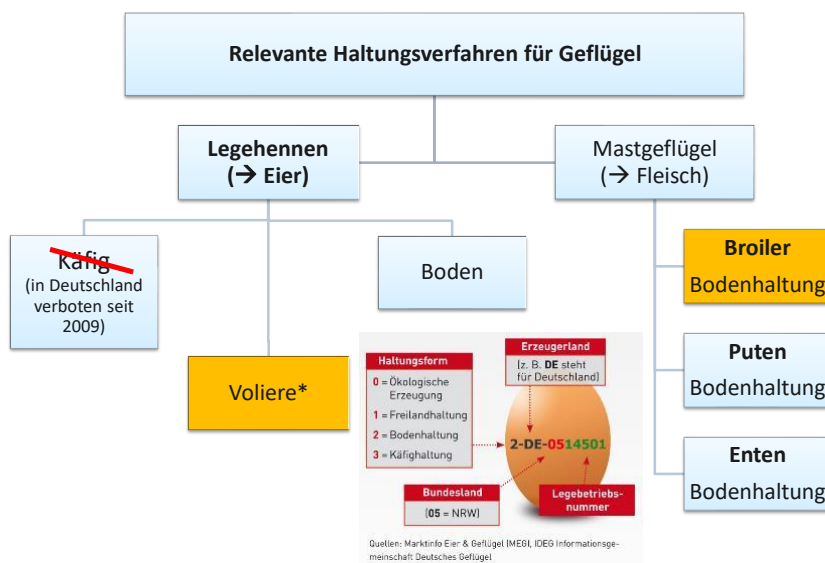 Relevante Haltungsverfahren für Geflügel
Legehennen
(→ Eier)
Mastgeflügel
(→ Fleisch)
Käfig
(in Deutschland
verboten seit
2009)
Voliere*
Boden
Broiler
Bodenhaltung
Puten
Bodenhaltung
Enten
Bodenhaltung
Haltungsform
0 = Ökologische
Erzeugung
1 = Freilandhaltung
2 = Bodenhaltung
3 = Käfighaltung
Erzeugerland
(z. B. DE steht
für Deutschland)
2-DE-0514501
Bundesland
(05 = NRW)
Legebetriebs-
nummer
Quellen: Marktinfo Eier & Geflügel (MEG), IDEG Informationsge-
meinschaft Deutsches Geflügel